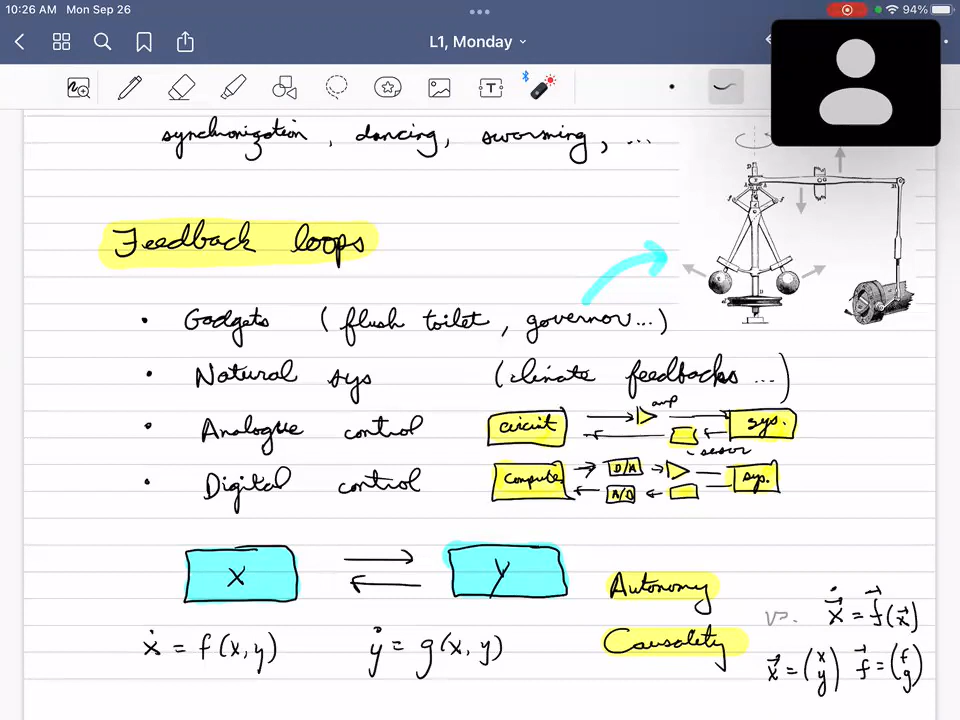 10:26 AM Mon Sep 26
94%
L1, Monday
synchronization, dancing, swarming, ...
Feedback loops
• Gadgets (flush toilet, governor...)
• Natural sys (climate feedbacks ...)
• Analogue control circuit amp sys. sensor
• Digital control computer D/A A/D sys.
X Y
ẋ = f(x, y) ẏ = g(x, y)
Autonomy
Causality
vs. ẋ⃗ = f⃗(x⃗)
x⃗ = (x y) f⃗ = (f g)